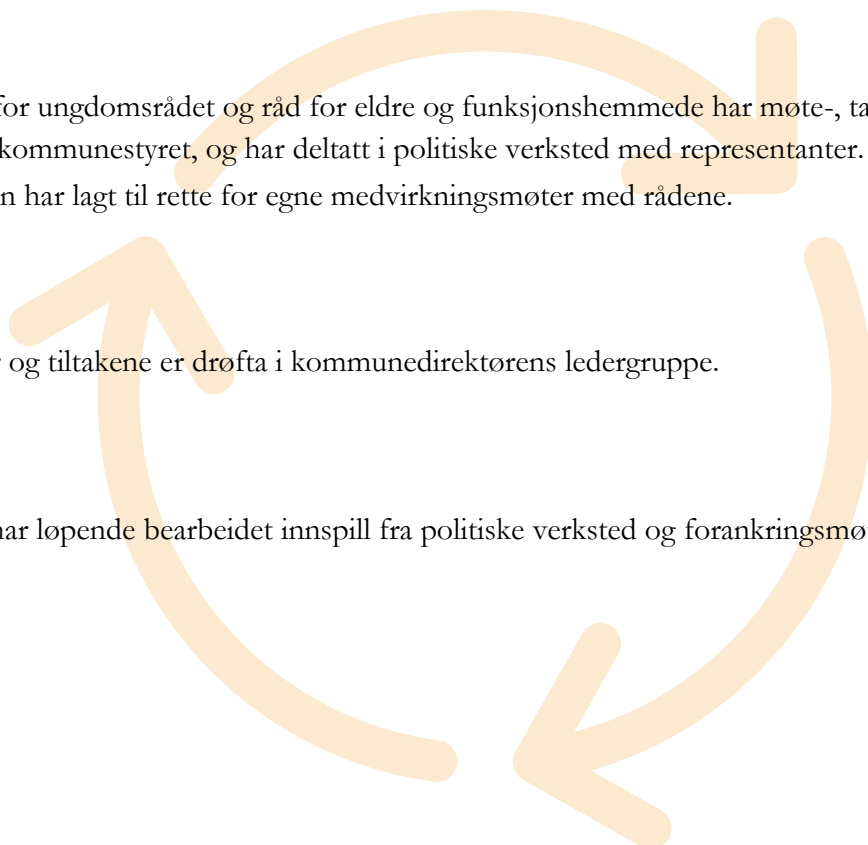 for ungdomsrådet og råd for eldre og funksjonshemmede har møte-, ta
kommunestyret, og har deltatt i politiske verksted med representanter.
n har lagt til rette for egne medvirkningsmøter med rådene.
og tiltakene er drøfta i kommunedirektørens ledergruppe.
har løpende bearbeidet innspill fra politiske verksted og forankringsmø